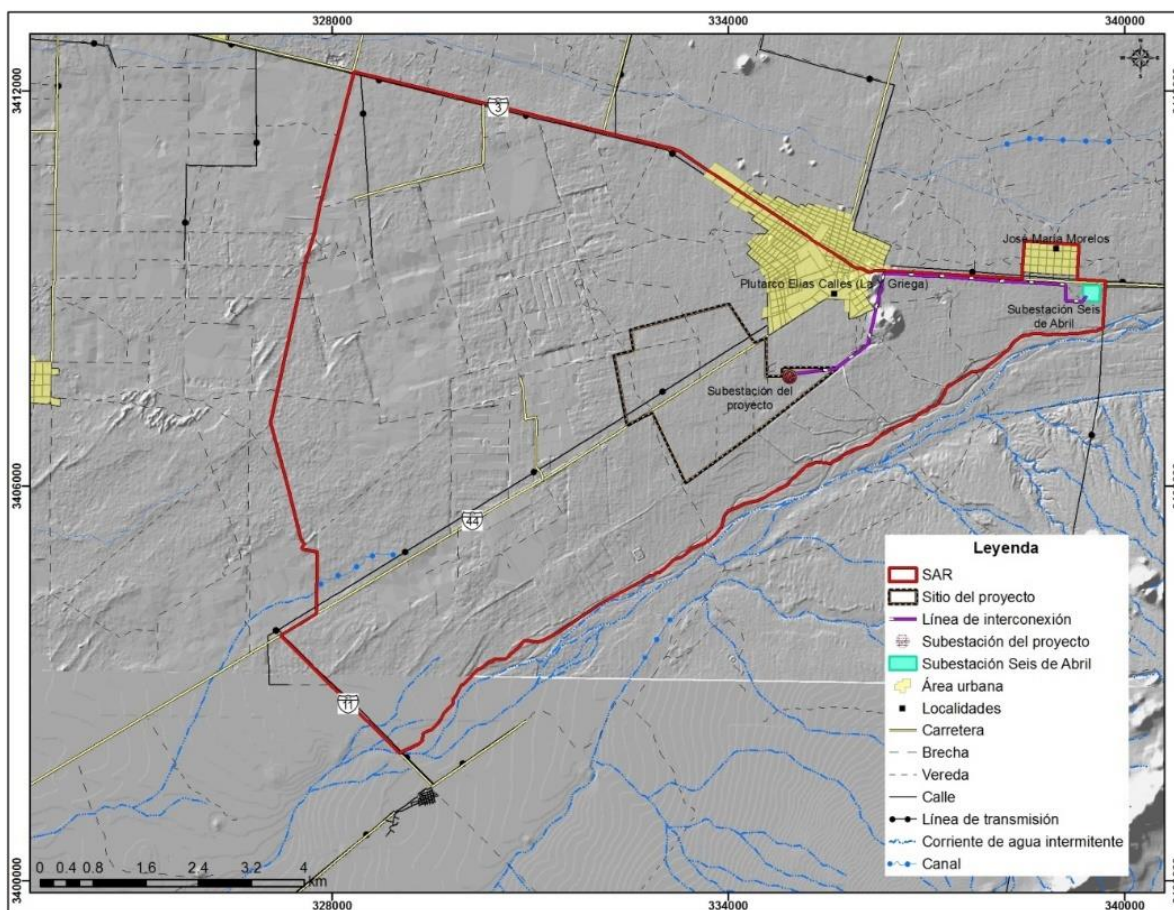 328000
334000
340000
3412000
3
José María Morelos
Plutarco Elías Calles (La Y Griega)
Subestación Seis
de Abril
Subestación del
proyecto
3406000
44
11
Leyenda
SAR
Sitio del proyecto
Línea de interconexión
Subestación del proyecto
Subestación Seis de Abril
Área urbana
Localidades
Carretera
Brecha
Vereda
Calle
Línea de transmisión
Corriente de agua intermitente
Canal
0 0.4 0.8 1.6 2.4 3.2 4
km
3400000
328000
334000
340000